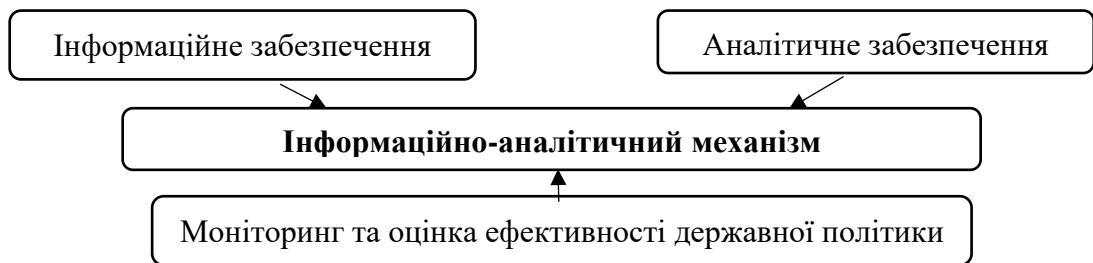 Інформаційне забезпечення
Аналітичне забезпечення
Інформаційно-аналітичний механізм
Моніторинг та оцінка ефективності державної політики